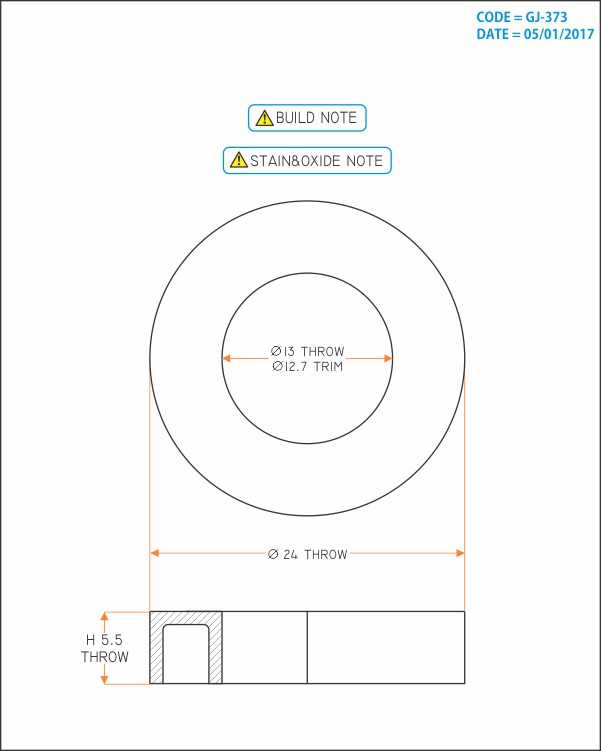 CODE = GJ-373
DATE = 05/01/2017
BUILD NOTE
STAIN&OXIDE NOTE
Ø13 THROW
Ø12.7 TRIM
Ø 24 THROW
H 5.5
THROW